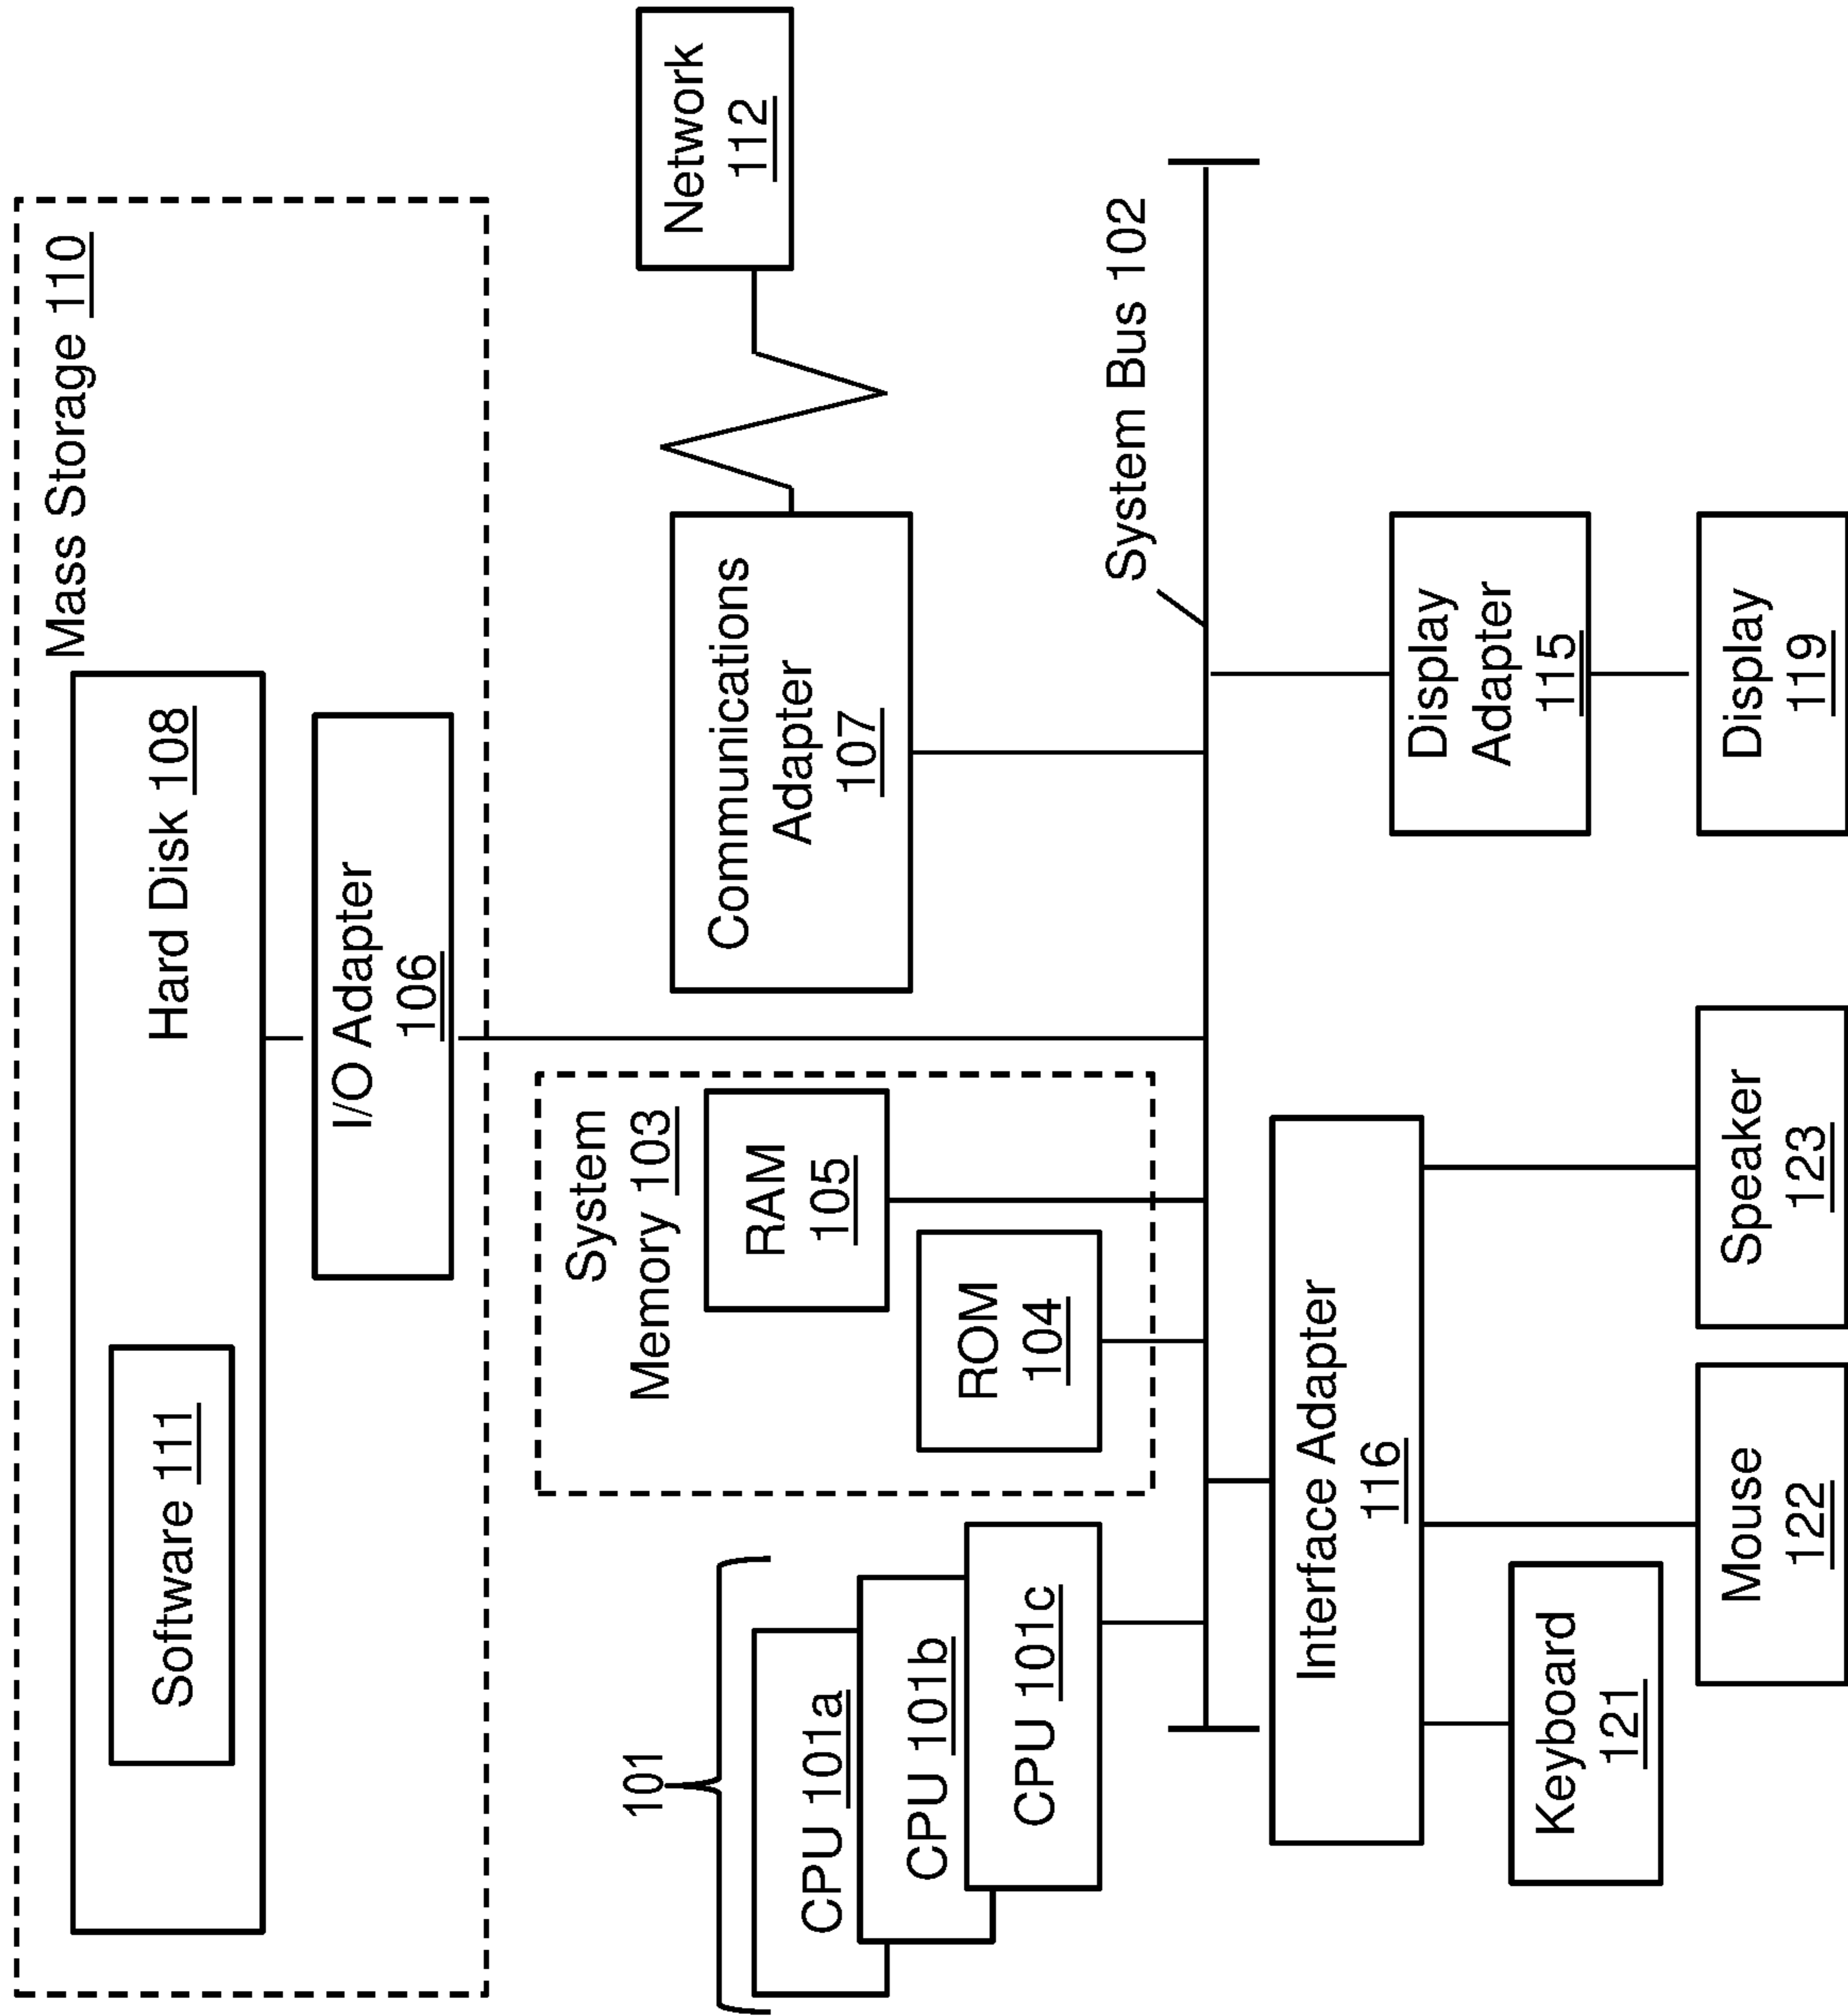 Mass Storage 110
Hard Disk 108
Software 111
I/O Adapter
106
101
CPU 101a
CPU 101b
CPU 101c
System
Memory 103
RAM
105
ROM
104
Communications
Adapter
107
Network
112
System Bus 102
Interface Adapter
116
Display
Adapter
115
Keyboard
121
Mouse
122
Speaker
123
Display
119